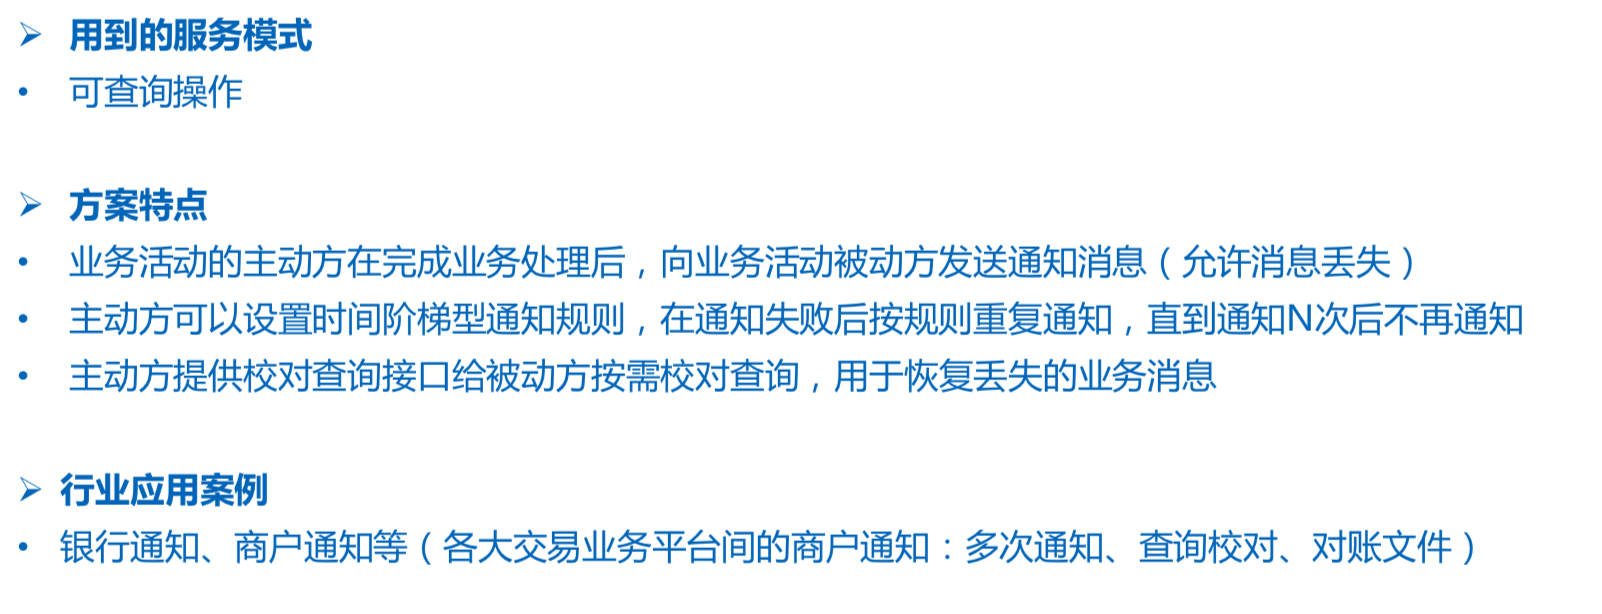 ➢ 用到的服务模式
• 可查询操作
➢ 方案特点
• 业务活动的主动方在完成业务处理后，向业务活动被动方发送通知消息（允许消息丢失）
• 主动方可以设置时间阶梯型通知规则，在通知失败后按规则重复通知，直到通知N次后不再通知
• 主动方提供校对查询接口给被动方按需校对查询，用于恢复丢失的业务消息
➢ 行业应用案例
• 银行通知、商户通知等（各大交易业务平台间的商户通知：多次通知、查询校对、对账文件）